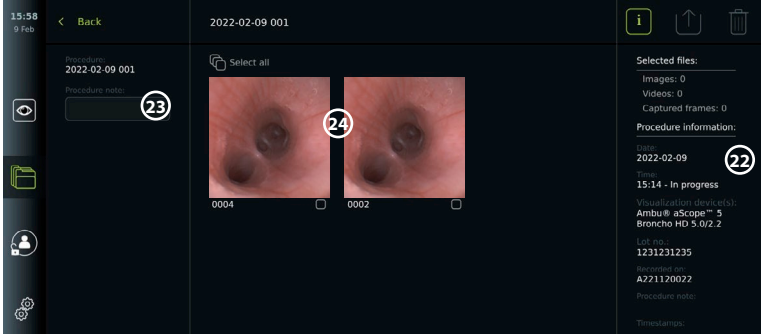 15:58
9 Feb
Back
2022-02-09 001
i
Procedure:
2022-02-09 001
Procedure note:
23
Select all
24
0004
0002
Selected files:
Images: 0
Videos: 0
Captured frames: 0
Procedure information:
Date:
2022-02-09
22
Time:
15:14 - In progress
Visualization device(s):
Ambu® aScope™ 5
Broncho HD 5.0/2.2
Lot no.:
1231231235
Recorded on:
A221120022
Procedure note:
Timestamps: